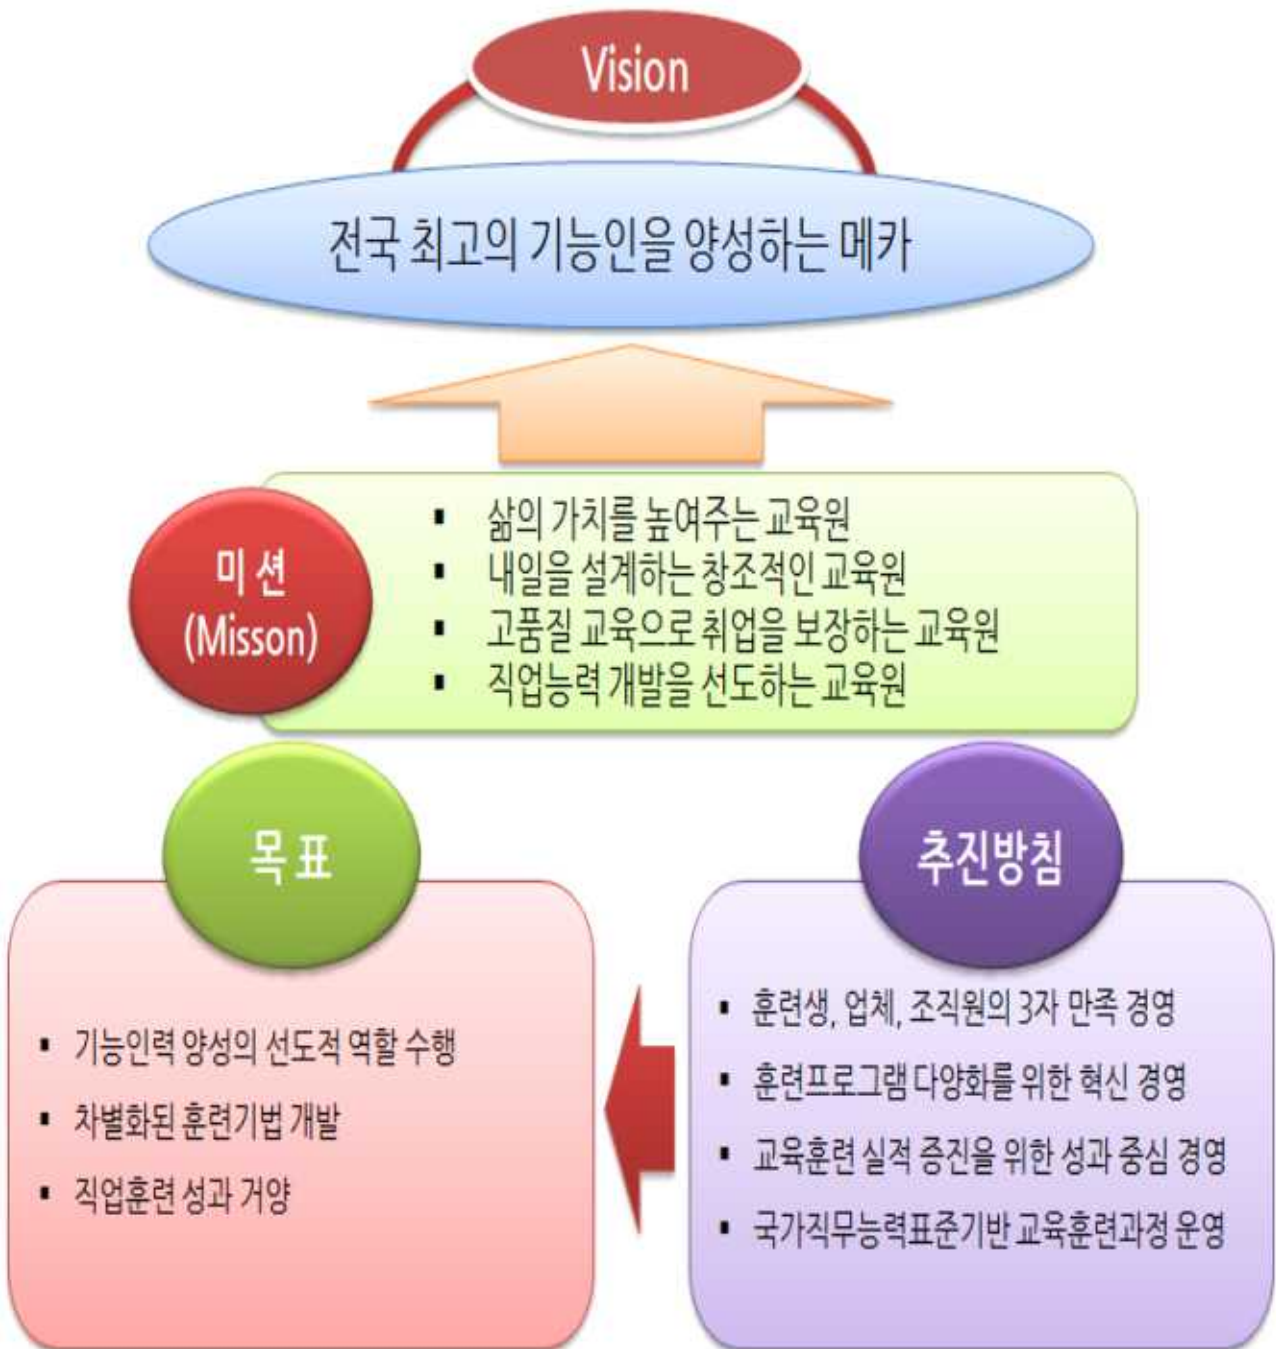 Vision
전국 최고의 기능인을 양성하는 메카
미 션
(Misson)
▪ 삶의 가치를 높여주는 교육원
▪ 내일을 설계하는 창조적인 교육원
▪ 고품질 교육으로 취업을 보장하는 교육원
▪ 직업능력 개발을 선도하는 교육원
목 표
▪ 기능인력 양성의 선도적 역할 수행
▪ 차별화된 훈련기법 개발
▪ 직업훈련 성과 거양
추진방침
▪ 훈련생, 업체, 조직원의 3자 만족 경영
▪ 훈련프로그램 다양화를 위한 혁신 경영
▪ 교육훈련 실적 증진을 위한 성과 중심 경영
▪ 국가직무능력표준기반 교육훈련과정 운영